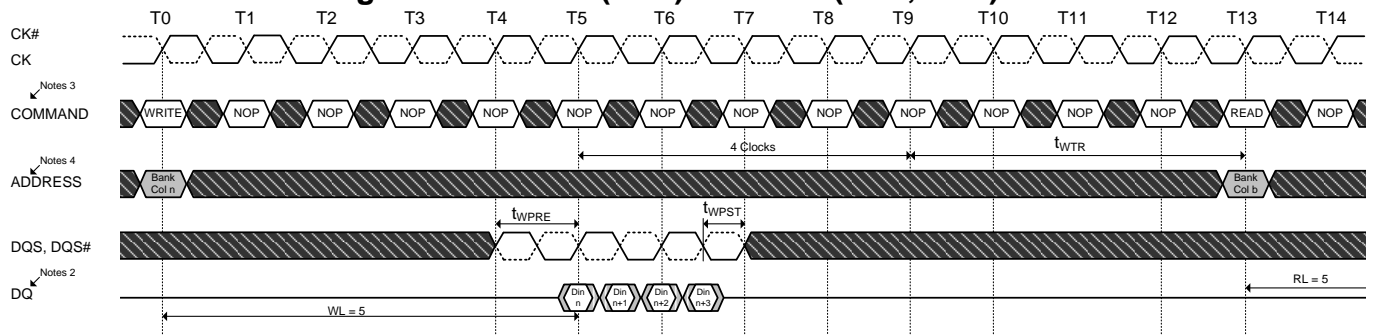 T0 T1 T2 T3 T4 T5 T6 T7 T8 T9 T10 T11 T12 T13 T14
CK#
CK
Notes 3
COMMAND
WRITE NOP NOP NOP NOP NOP NOP NOP NOP NOP NOP NOP NOP READ NOP
4 Clocks tWTR
Notes 4
ADDRESS
Bank Col n
Bank Col b
tWPRE tWPST
DQS, DQS#
Notes 2
DQ
Din n
Din n+1
Din n+2
Din n+3
WL = 5
RL = 5